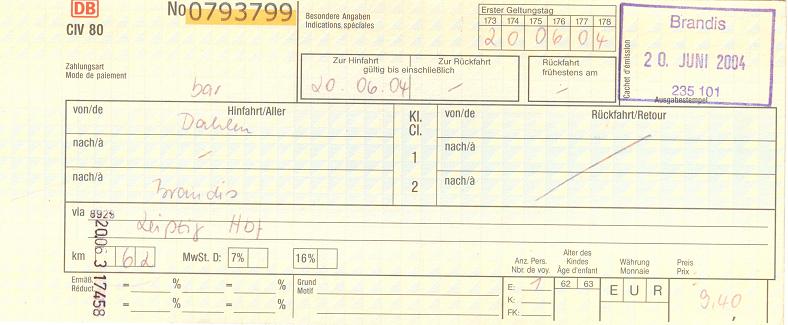 DB
No 0793799
CIV 80
Besondere Angaben
Indications spéciales
Erster Geltungstag
173 174 175 176 177 178
2 0 0 6 0 4
Brandis
20. JUNI 2004
235 101
Cachet d'émission
Ausgabestempel
Zahlungsart
Mode de paiement
bar
Zur Hinfahrt
Zur Rückfahrt
gültig bis einschließlich
20.06.04 –
Rückfahrt
frühestens am
–
von/de
Hinfahrt/Aller
Dahlen
nach/à
–
nach/à
Brandis
Kl.
Cl.
1
2
von/de
Rückfahrt/Retour
nach/à
nach/à
via
Leipzig Hbf
8928
2006 3 17458
km 62
MwSt. D: 7% 16%
Ermäß.
Réduct.
= % = %
= % = %
Grund
Motif
Anz. Pers.
Nbr. de voy.
E: 1
K:
FK:
Alter des
Kindes
Âge d'enfant
62 63
Währung
Monnaie
E U R
Preis
Prix
9,40